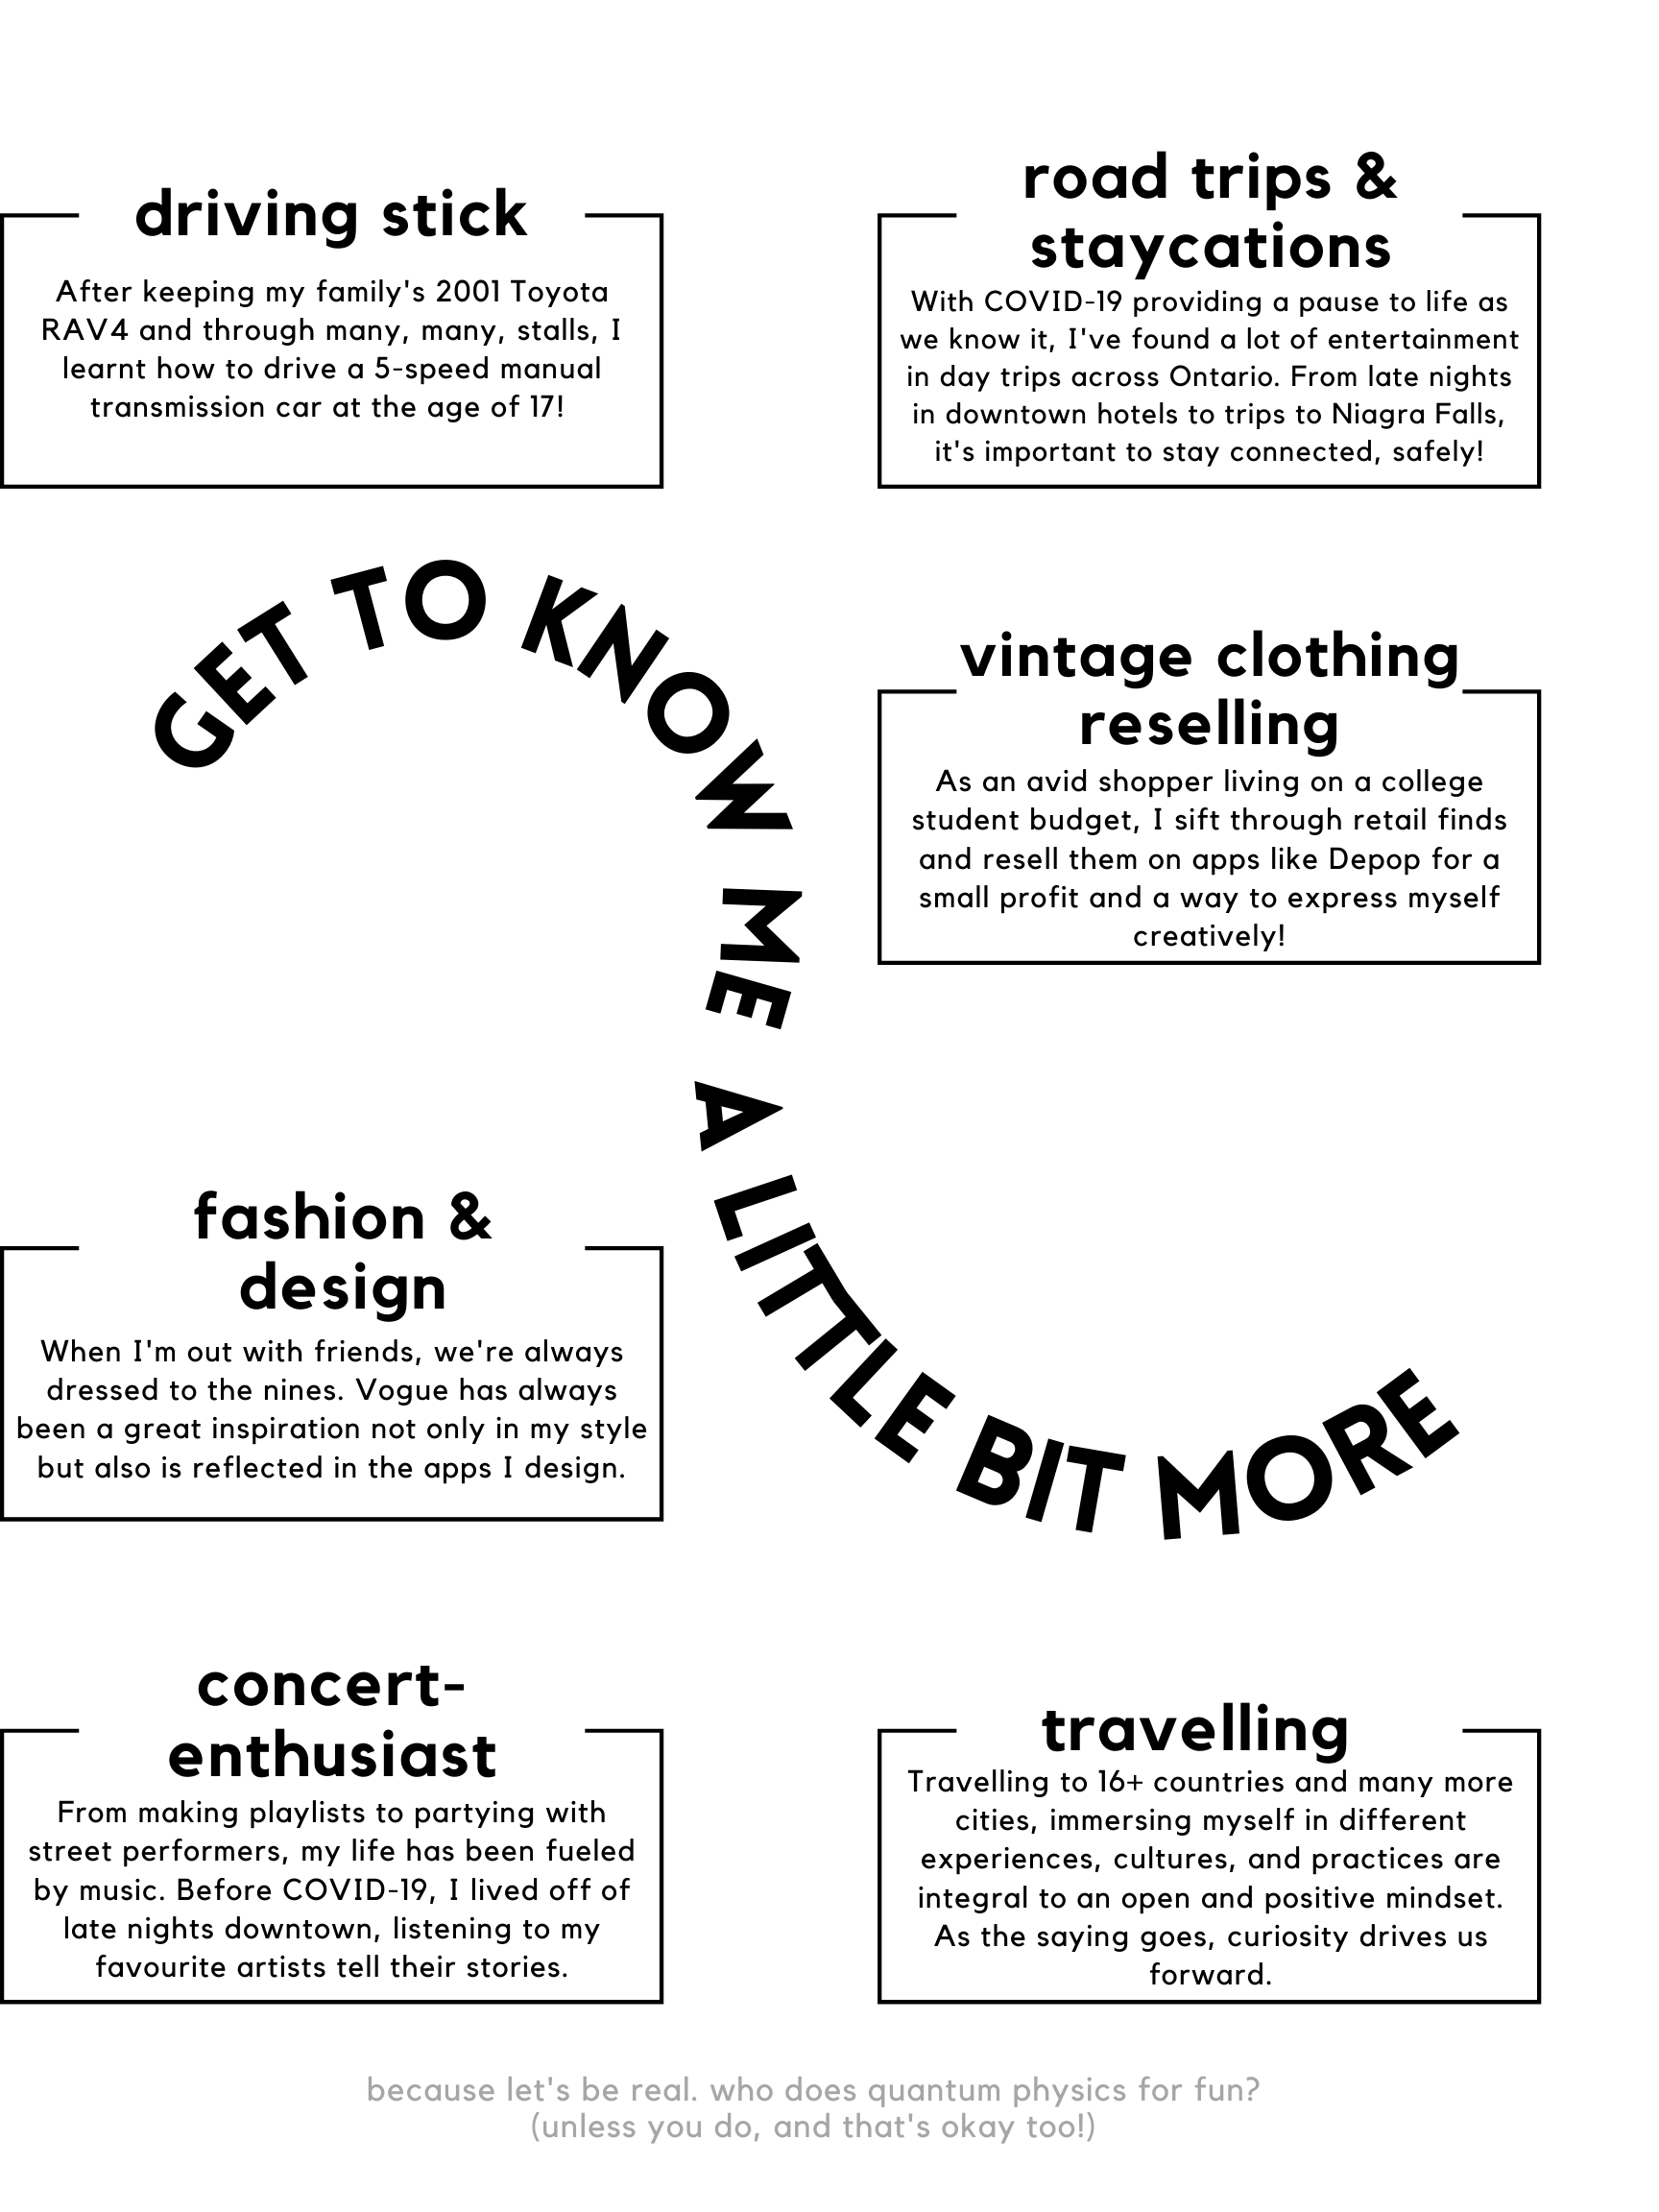 driving stick
After keeping my family's 2001 Toyota
RAV4 and through many, many, stalls, I
learnt how to drive a 5-speed manual
transmission car at the age of 17!
road trips &
staycations
With COVID-19 providing a pause to life as
we know it, I've found a lot of entertainment
in day trips across Ontario. From late nights
in downtown hotels to trips to Niagra Falls,
it's important to stay connected, safely!
GET TO KNOW ME A LITTLE BIT MORE
vintage clothing
reselling
As an avid shopper living on a college
student budget, I sift through retail finds
and resell them on apps like Depop for a
small profit and a way to express myself
creatively!
fashion &
design
When I'm out with friends, we're always
dressed to the nines. Vogue has always
been a great inspiration not only in my style
but also is reflected in the apps I design.
concert-
enthusiast
From making playlists to partying with
street performers, my life has been fueled
by music. Before COVID-19, I lived off of
late nights downtown, listening to my
favourite artists tell their stories.
travelling
Travelling to 16+ countries and many more
cities, immersing myself in different
experiences, cultures, and practices are
integral to an open and positive mindset.
As the saying goes, curiosity drives us
forward.
because let's be real. who does quantum physics for fun?
(unless you do, and that's okay too!)